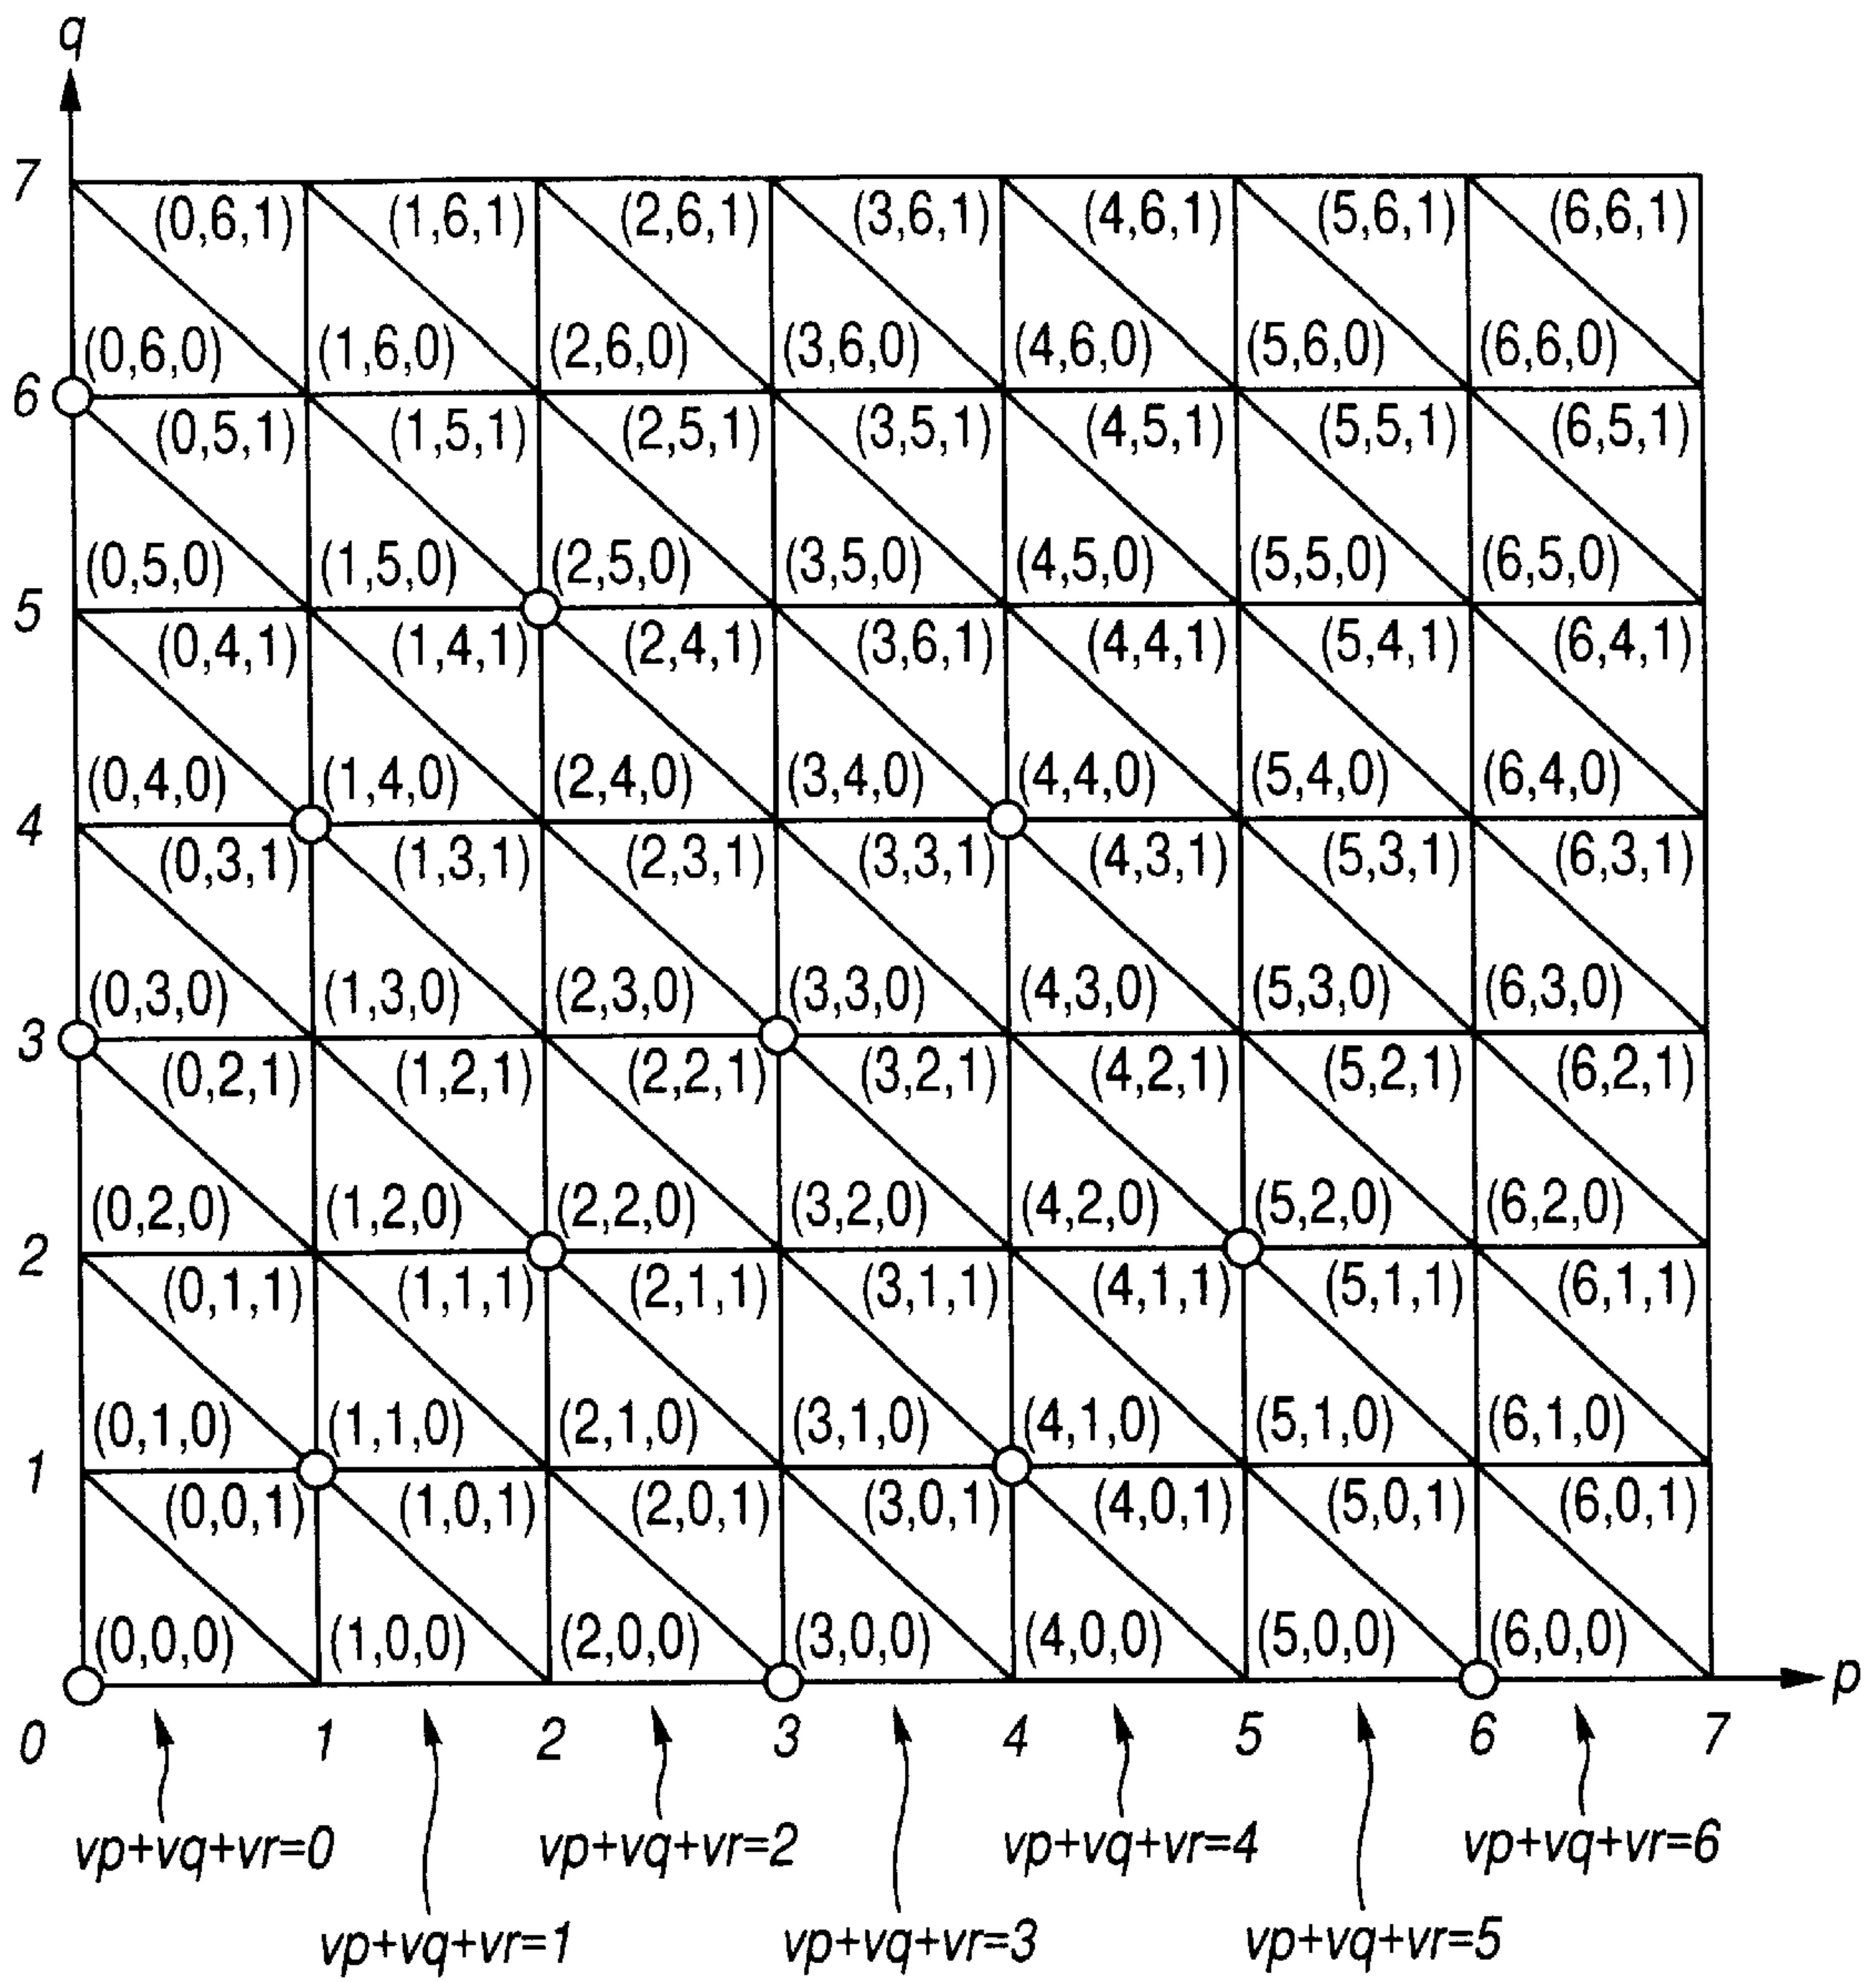 q
7
(0,6,1) (1,6,1) (2,6,1) (3,6,1) (4,6,1) (5,6,1) (6,6,1)
(0,6,0) (1,6,0) (2,6,0) (3,6,0) (4,6,0) (5,6,0) (6,6,0)
6
(0,5,1) (1,5,1) (2,5,1) (3,5,1) (4,5,1) (5,5,1) (6,5,1)
(0,5,0) (1,5,0) (2,5,0) (3,5,0) (4,5,0) (5,5,0) (6,5,0)
5
(0,4,1) (1,4,1) (2,4,1) (3,6,1) (4,4,1) (5,4,1) (6,4,1)
(0,4,0) (1,4,0) (2,4,0) (3,4,0) (4,4,0) (5,4,0) (6,4,0)
4
(0,3,1) (1,3,1) (2,3,1) (3,3,1) (4,3,1) (5,3,1) (6,3,1)
(0,3,0) (1,3,0) (2,3,0) (3,3,0) (4,3,0) (5,3,0) (6,3,0)
3
(0,2,1) (1,2,1) (2,2,1) (3,2,1) (4,2,1) (5,2,1) (6,2,1)
(0,2,0) (1,2,0) (2,2,0) (3,2,0) (4,2,0) (5,2,0) (6,2,0)
2
(0,1,1) (1,1,1) (2,1,1) (3,1,1) (4,1,1) (5,1,1) (6,1,1)
(0,1,0) (1,1,0) (2,1,0) (3,1,0) (4,1,0) (5,1,0) (6,1,0)
1
(0,0,1) (1,0,1) (2,0,1) (3,0,1) (4,0,1) (5,0,1) (6,0,1)
(0,0,0) (1,0,0) (2,0,0) (3,0,0) (4,0,0) (5,0,0) (6,0,0)
p
0 1 2 3 4 5 6 7
vp+vq+vr=0 vp+vq+vr=2 vp+vq+vr=4 vp+vq+vr=6
vp+vq+vr=1 vp+vq+vr=3 vp+vq+vr=5